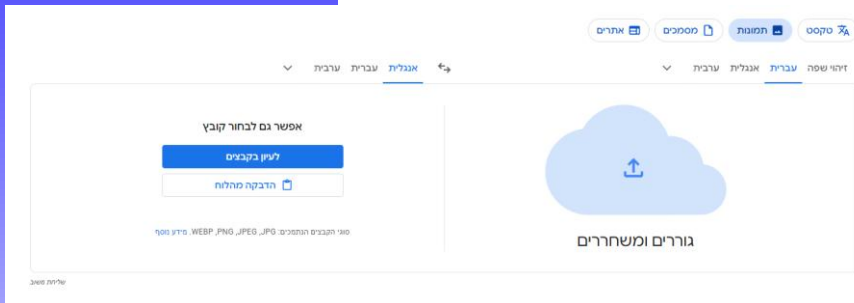 טקסט
תמונות
מסמכים
אתרים
זיהוי שפה עברית אנגלית ערבית
אנגלית עברית ערבית
גוררים ומשחררים
אפשר גם לבחור קובץ
לעיון בקבצים
הדבקה מהלוח
סוגי הקבצים הנתמכים: JPG, ‏JPEG, ‏PNG, ‏WEBP. מידע נוסף
שליחת משוב